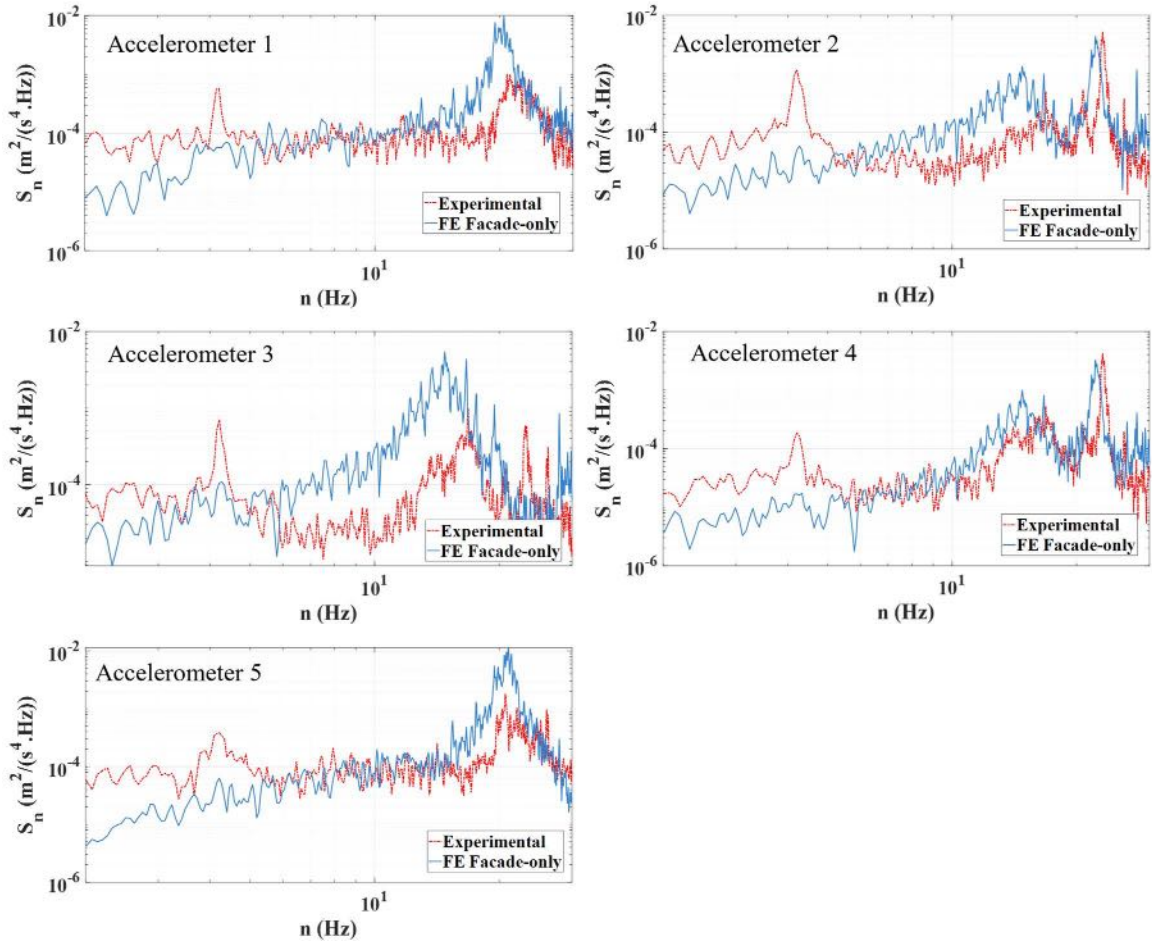 Accelerometer 1
S_n (m^2/(s^4.Hz))
10^-2
10^-4
10^-6
10^1
n (Hz)
Experimental
FE Facade-only
Accelerometer 2
S_n (m^2/(s^4.Hz))
10^-2
10^-4
10^-6
10^1
n (Hz)
Experimental
FE Facade-only
Accelerometer 3
S_n (m^2/(s^4.Hz))
10^-2
10^-4
10^1
n (Hz)
Experimental
FE Facade-only
Accelerometer 4
S_n (m^2/(s^4.Hz))
10^-2
10^-4
10^-6
10^1
n (Hz)
Experimental
FE Facade-only
Accelerometer 5
S_n (m^2/(s^4.Hz))
10^-2
10^-4
10^-6
10^1
n (Hz)
Experimental
FE Facade-only